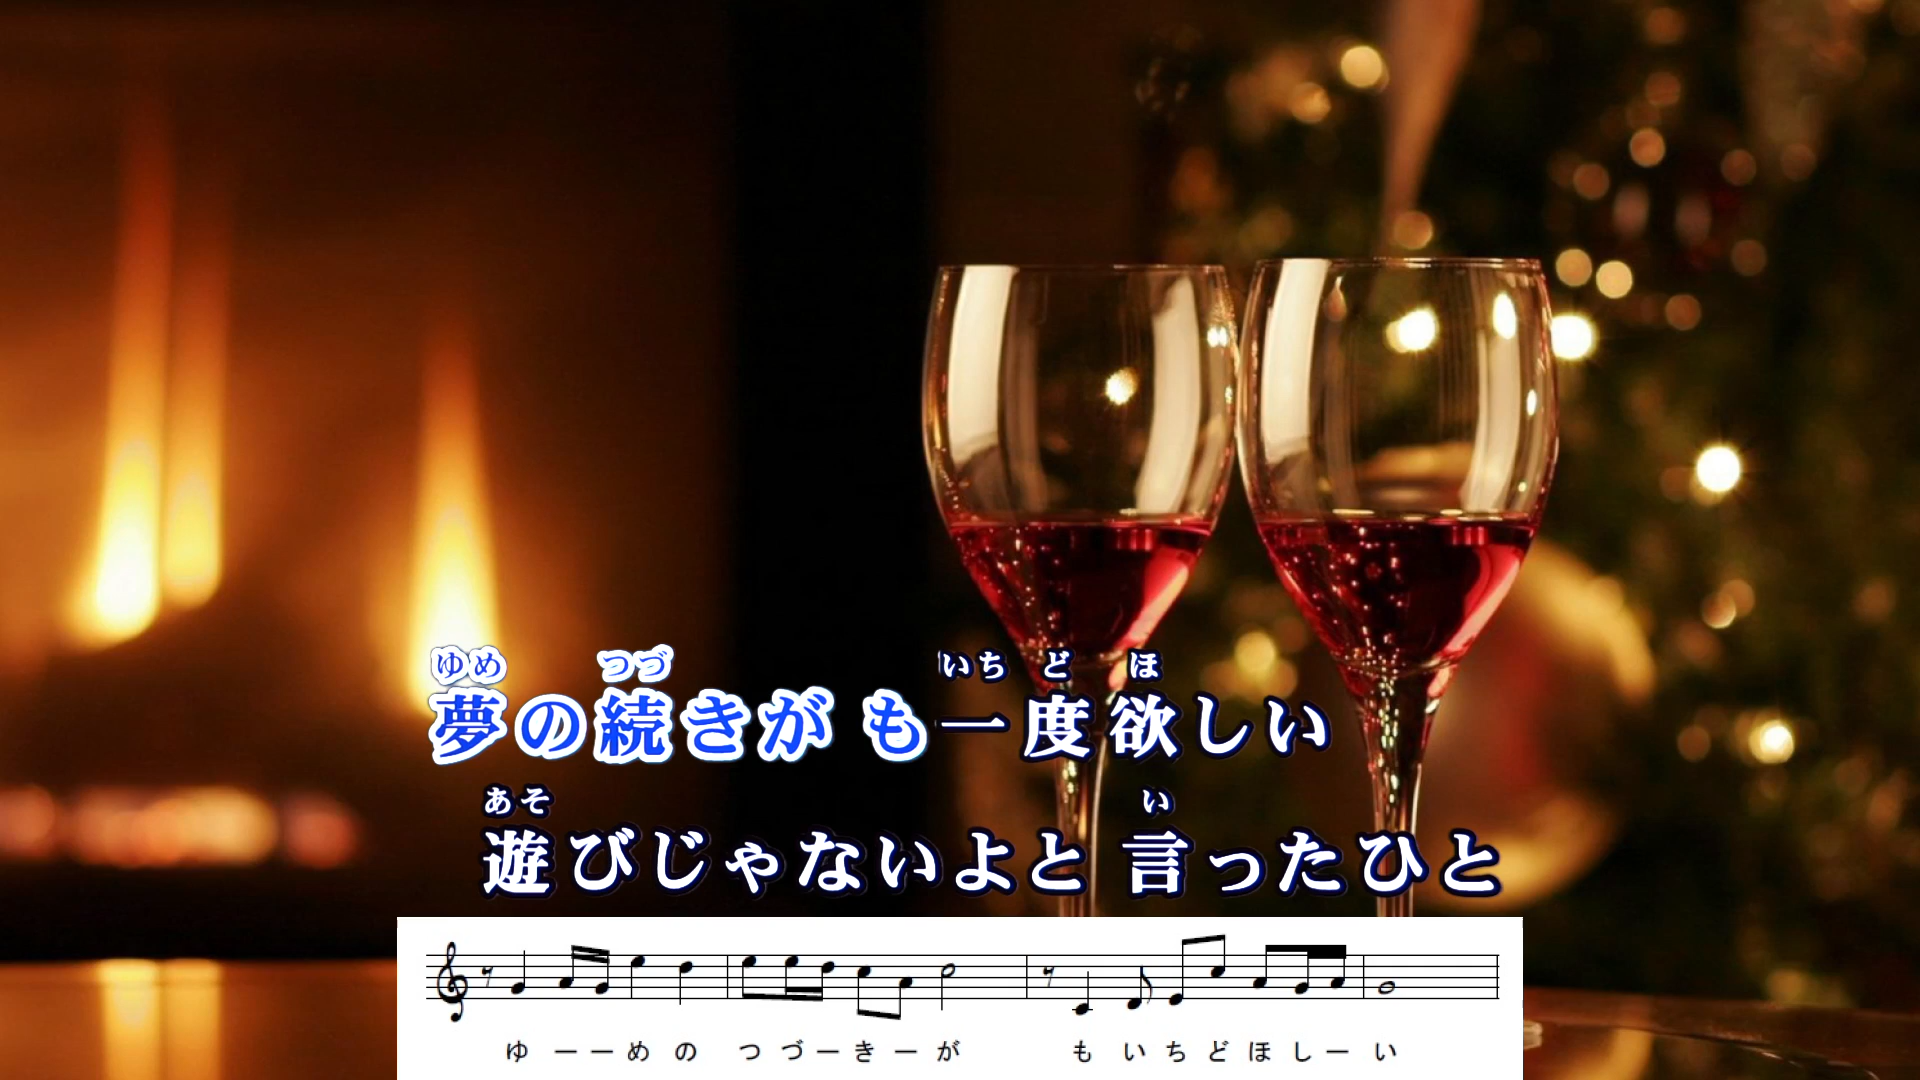 ゆめ つづ いち ど ほ
夢の続きが も一度欲しい
あそ い
遊びじゃないよと 言ったひと
ゆ ー ー め の つ づ ー き ー が も い ち ど ほ し ー い